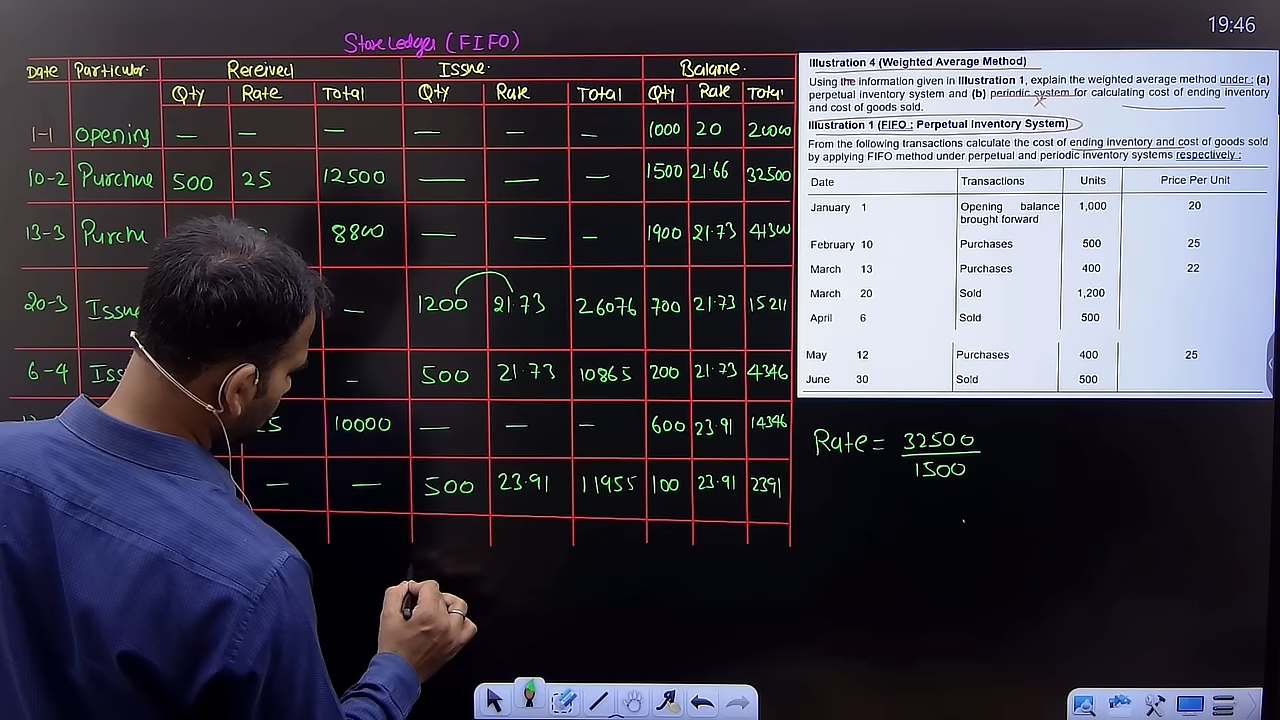 19:46
Store Ledger (FIFO)
Date Particular. Received Issue. Balance.
Qty Rate Total Qty Rate Total Qty Rate Total
1-1 opening — — — — — — 1000 20 20000
10-2 Purchase 500 25 12500 — — — 1500 21.66 32500
13-3 8800 — — — 1900 21.73 41300
20-3 — 1200 21.73 26076 700 21.73 15211
6-4 - 500 21.73 10865 200 21.73 4346
10000 — — - 600 23.91 14346
— — 500 23.91 11955 100 23.91 2391
Illustration 4 (Weighted Average Method)
Using the information given in Illustration 1, explain the weighted average method under : (a)
perpetual inventory system and (b) periodic system for calculating cost of ending inventory
and cost of goods sold.
Illustration 1 (FIFO : Perpetual Inventory System)
From the following transactions calculate the cost of ending inventory and cost of goods sold
by applying FIFO method under perpetual and periodic inventory systems respectively :
Date Transactions Units Price Per Unit
January 1 Opening balance 1,000 20
brought forward
February 10 Purchases 500 25
March 13 Purchases 400 22
March 20 Sold 1,200
April 6 Sold 500
May 12 Purchases 400 25
June 30 Sold 500
Rate = 32500
1500